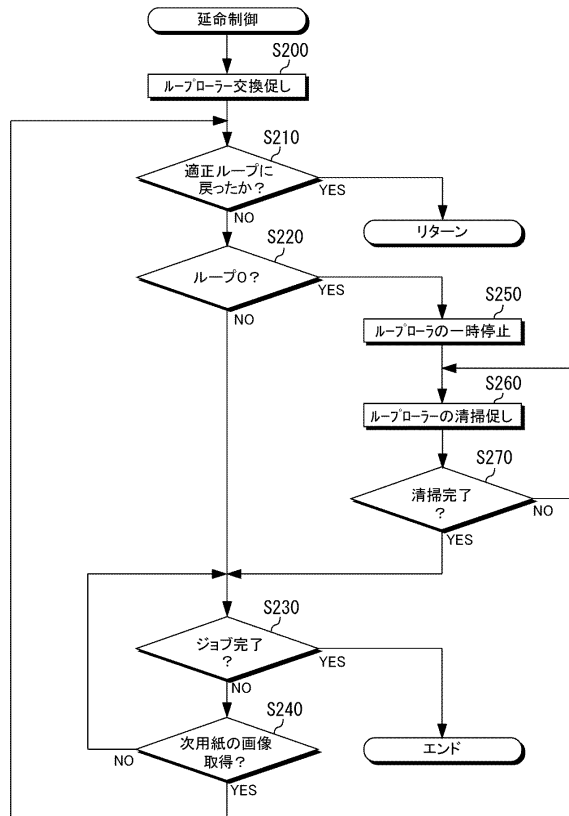 延命制御
S200
ループローラー交換促し
S210
適正ループに
戻ったか?
YES
NO
リターン
S220
ループ0?
YES
NO
S250
ループローラの一時停止
S260
ループローラーの清掃促し
S270
清掃完了
?
NO
YES
S230
ジョブ完了
?
YES
NO
S240
次用紙の画像
取得?
NO
YES
エンド